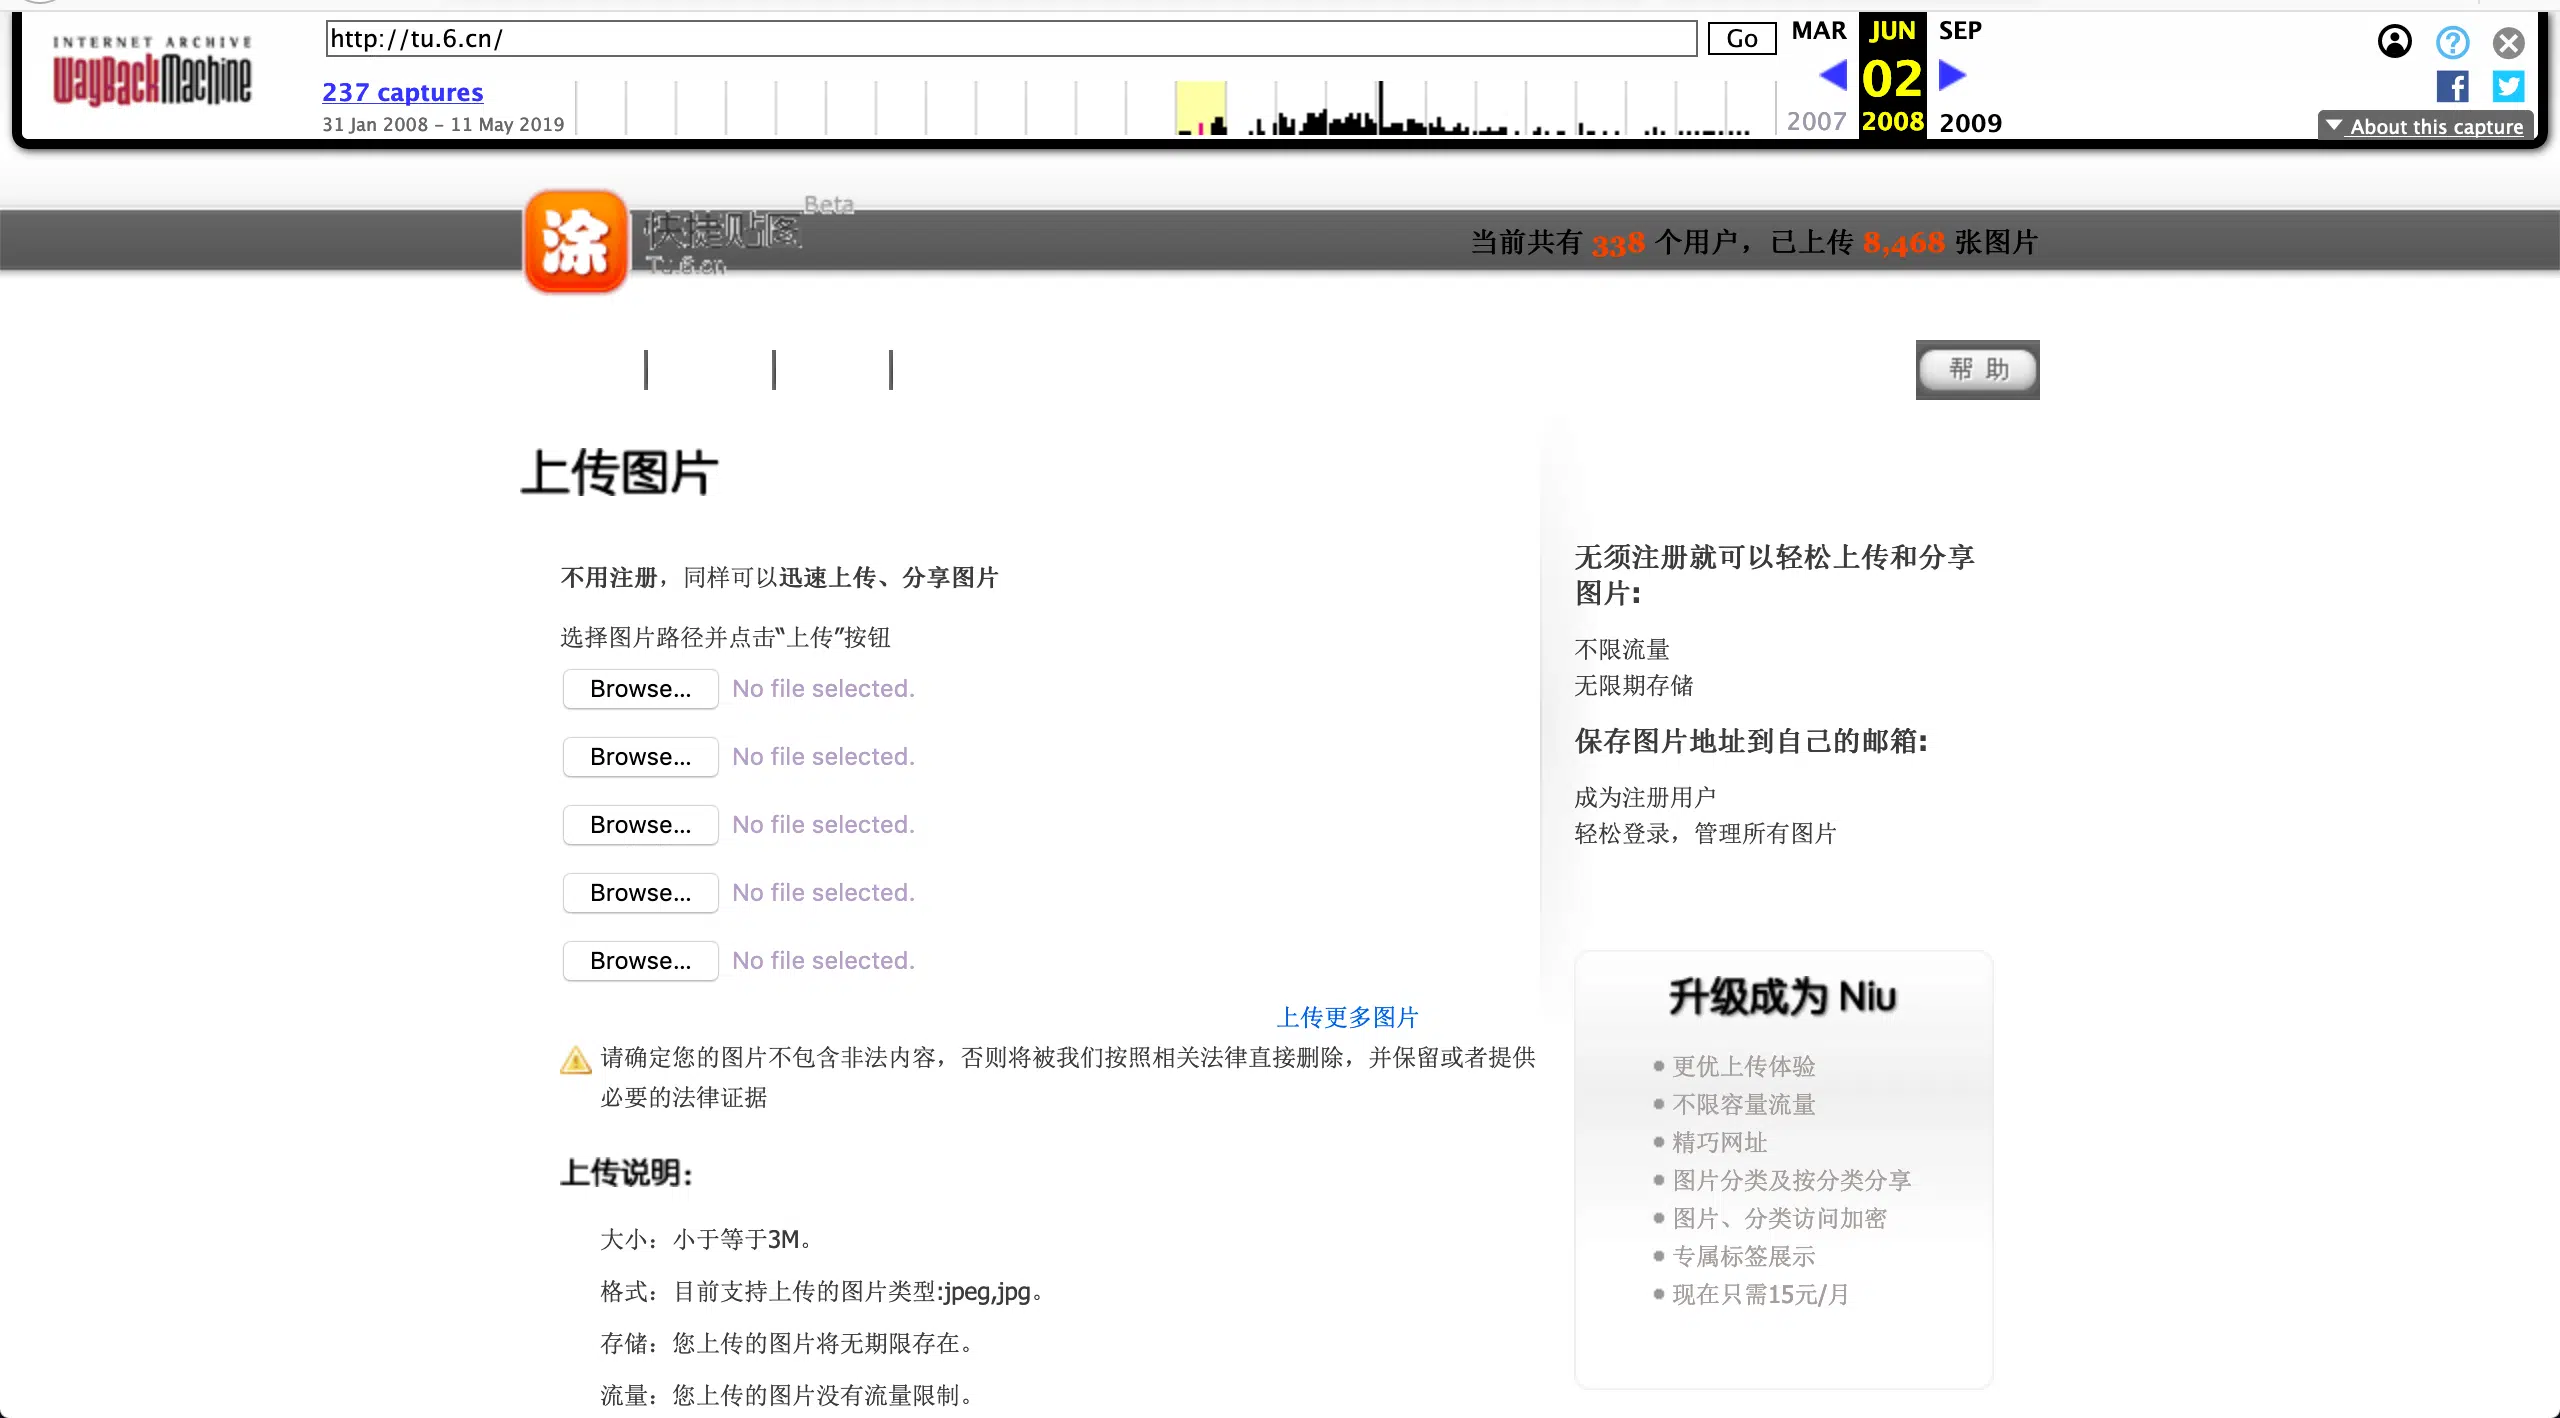 INTERNET ARCHIVE
WayBackMachine
http://tu.6.cn/
Go
MAR JUN SEP
02
2007 2008 2009
237 captures
31 Jan 2008 – 11 May 2019
About this capture
涂
快捷贴图
Beta
Tu.6.cn
当前共有 338 个用户，已上传 8,468 张图片
帮 助
上传图片
不用注册，同样可以迅速上传、分享图片
选择图片路径并点击“上传”按钮
Browse... No file selected.
Browse... No file selected.
Browse... No file selected.
Browse... No file selected.
Browse... No file selected.
上传更多图片
请确定您的图片不包含非法内容，否则将被我们按照相关法律直接删除，并保留或者提供
必要的法律证据
上传说明:
大小：小于等于3M。
格式：目前支持上传的图片类型:jpeg,jpg。
存储：您上传的图片将无期限存在。
流量：您上传的图片没有流量限制。
无须注册就可以轻松上传和分享
图片:
不限流量
无限期存储
保存图片地址到自己的邮箱:
成为注册用户
轻松登录，管理所有图片
升级成为 Niu
更优上传体验
不限容量流量
精巧网址
图片分类及按分类分享
图片、分类访问加密
专属标签展示
现在只需15元/月